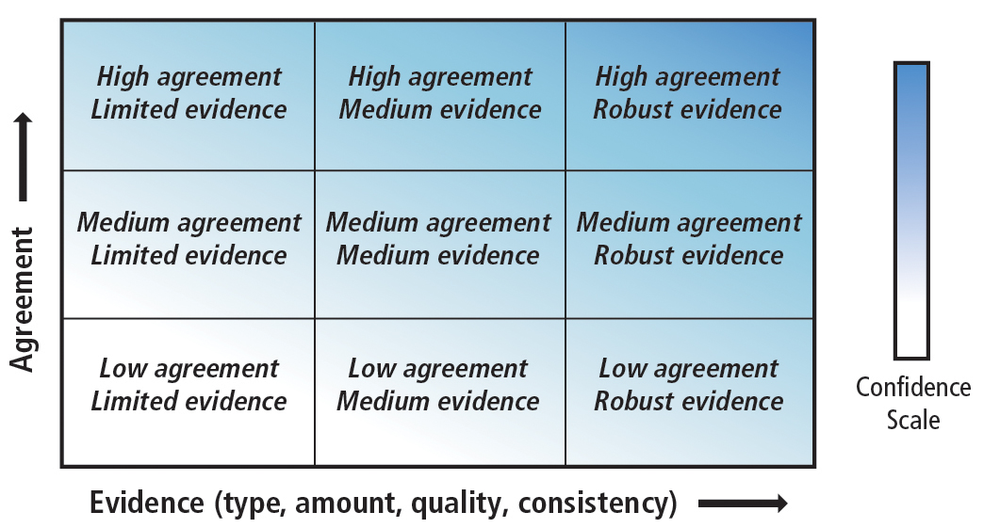 High agreement
Limited evidence
High agreement
Medium evidence
High agreement
Robust evidence
Medium agreement
Limited evidence
Medium agreement
Medium evidence
Medium agreement
Robust evidence
Low agreement
Limited evidence
Low agreement
Medium evidence
Low agreement
Robust evidence
Agreement
Evidence (type, amount, quality, consistency)
Confidence
Scale